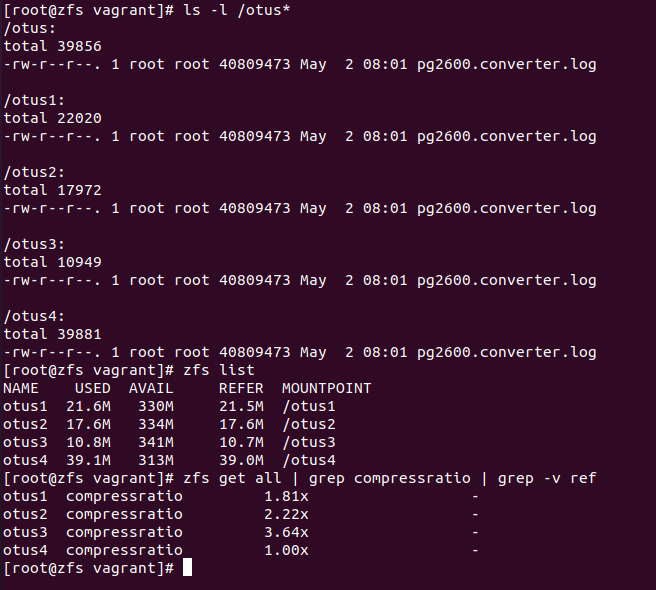 [root@zfs vagrant]# ls -l /otus*
/otus:
total 39856
-rw-r--r--. 1 root root 40809473 May  2 08:01 pg2600.converter.log

/otus1:
total 22020
-rw-r--r--. 1 root root 40809473 May  2 08:01 pg2600.converter.log

/otus2:
total 17972
-rw-r--r--. 1 root root 40809473 May  2 08:01 pg2600.converter.log

/otus3:
total 10949
-rw-r--r--. 1 root root 40809473 May  2 08:01 pg2600.converter.log

/otus4:
total 39881
-rw-r--r--. 1 root root 40809473 May  2 08:01 pg2600.converter.log
[root@zfs vagrant]# zfs list
NAME    USED  AVAIL     REFER  MOUNTPOINT
otus1  21.6M   330M     21.5M  /otus1
otus2  17.6M   334M     17.6M  /otus2
otus3  10.8M   341M     10.7M  /otus3
otus4  39.1M   313M     39.0M  /otus4
[root@zfs vagrant]# zfs get all | grep compressratio | grep -v ref
otus1  compressratio         1.81x                  -
otus2  compressratio         2.22x                  -
otus3  compressratio         3.64x                  -
otus4  compressratio         1.00x                  -
[root@zfs vagrant]#